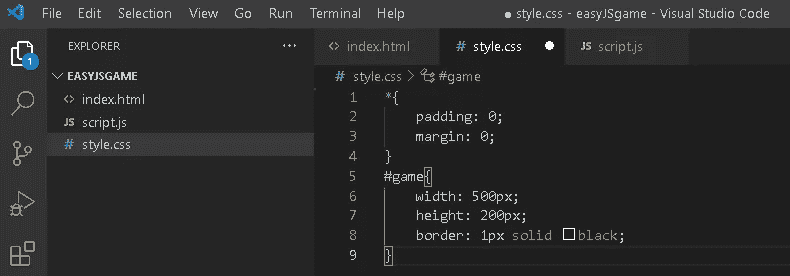 File Edit Selection View Go Run Terminal Help ● style.css - easyJSgame - Visual Studio Code
EXPLORER ···
index.html
style.css ●
JS script.js
1
EASYJSGAME
index.html
JS script.js
# style.css
# style.css > #game
1 *{
2 padding: 0;
3 margin: 0;
4 }
5 #game{
6 width: 500px;
7 height: 200px;
8 border: 1px solid black;
9 }